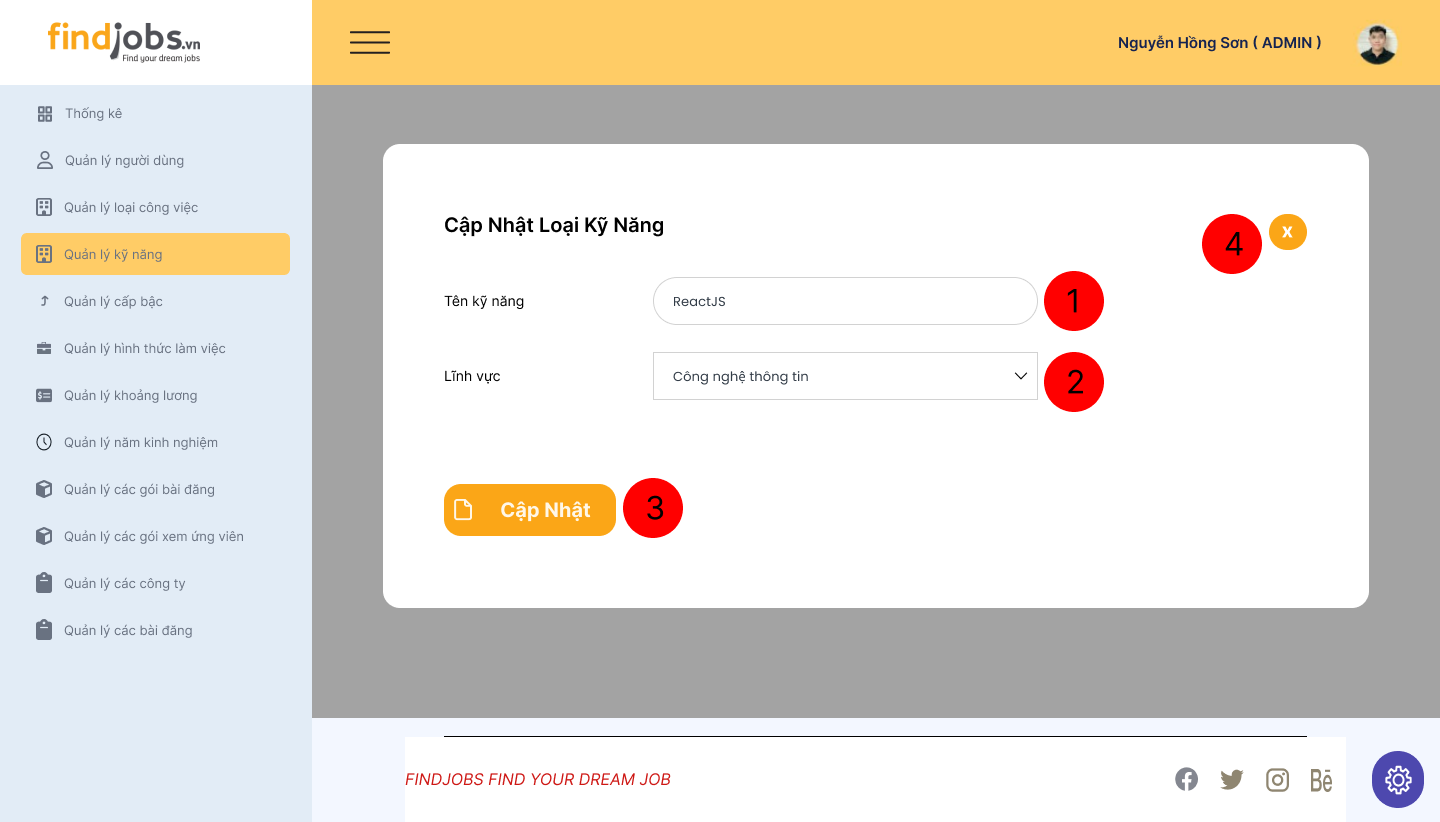 findjobs.vn
Find your dream jobs
Nguyễn Hồng Sơn ( ADMIN )
Thống kê
Quản lý người dùng
Quản lý loại công việc
Quản lý kỹ năng
Quản lý cấp bậc
Quản lý hình thức làm việc
Quản lý khoảng lương
Quản lý năm kinh nghiệm
Quản lý các gói bài đăng
Quản lý các gói xem ứng viên
Quản lý các công ty
Quản lý các bài đăng
Cập Nhật Loại Kỹ Năng
4
X
Tên kỹ năng
ReactJS
1
Lĩnh vực
Công nghệ thông tin
2
Cập Nhật
3
FINDJOBS FIND YOUR DREAM JOB